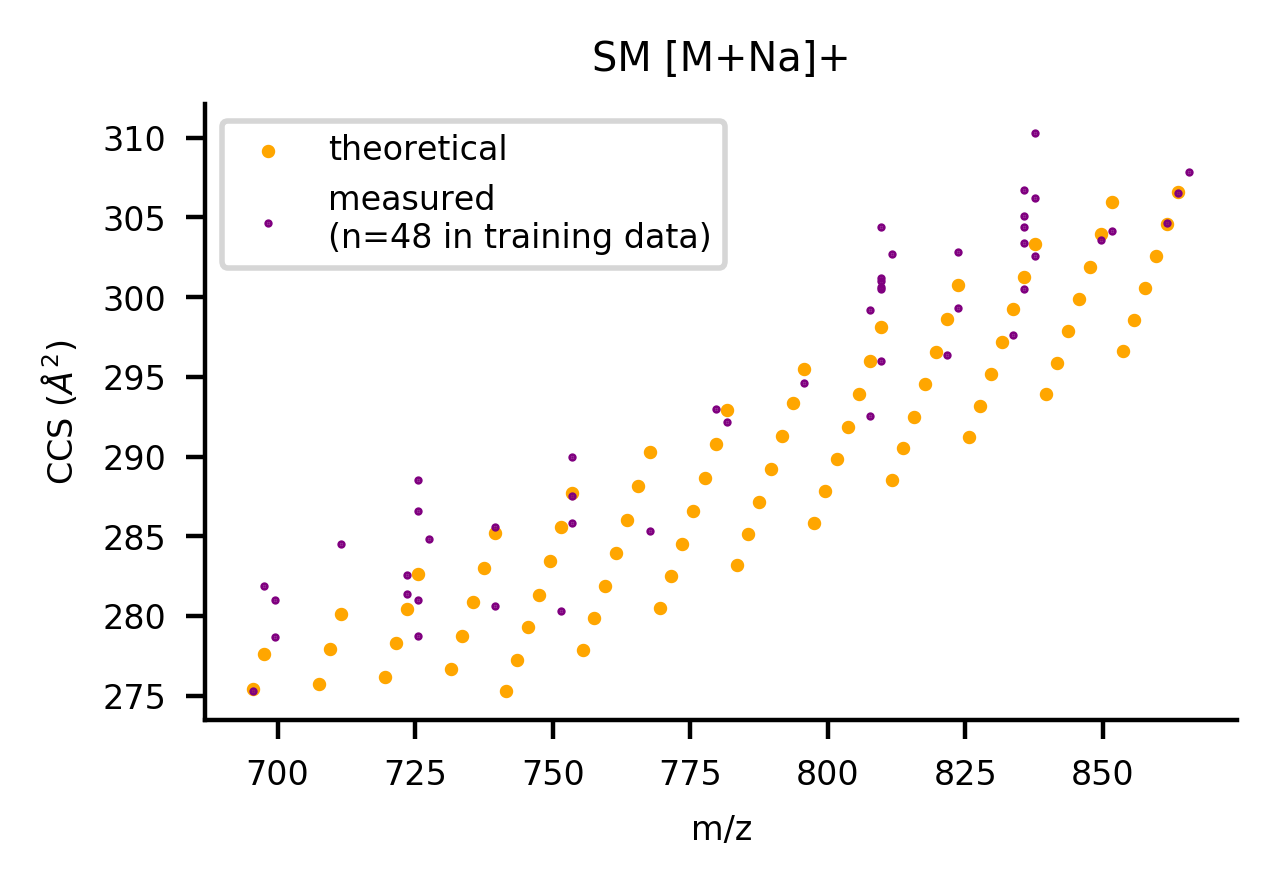 SM [M+Na]+
theoretical
measured
(n=48 in training data)
CCS (Å²)
310
305
300
295
290
285
280
275
700 725 750 775 800 825 850
m/z